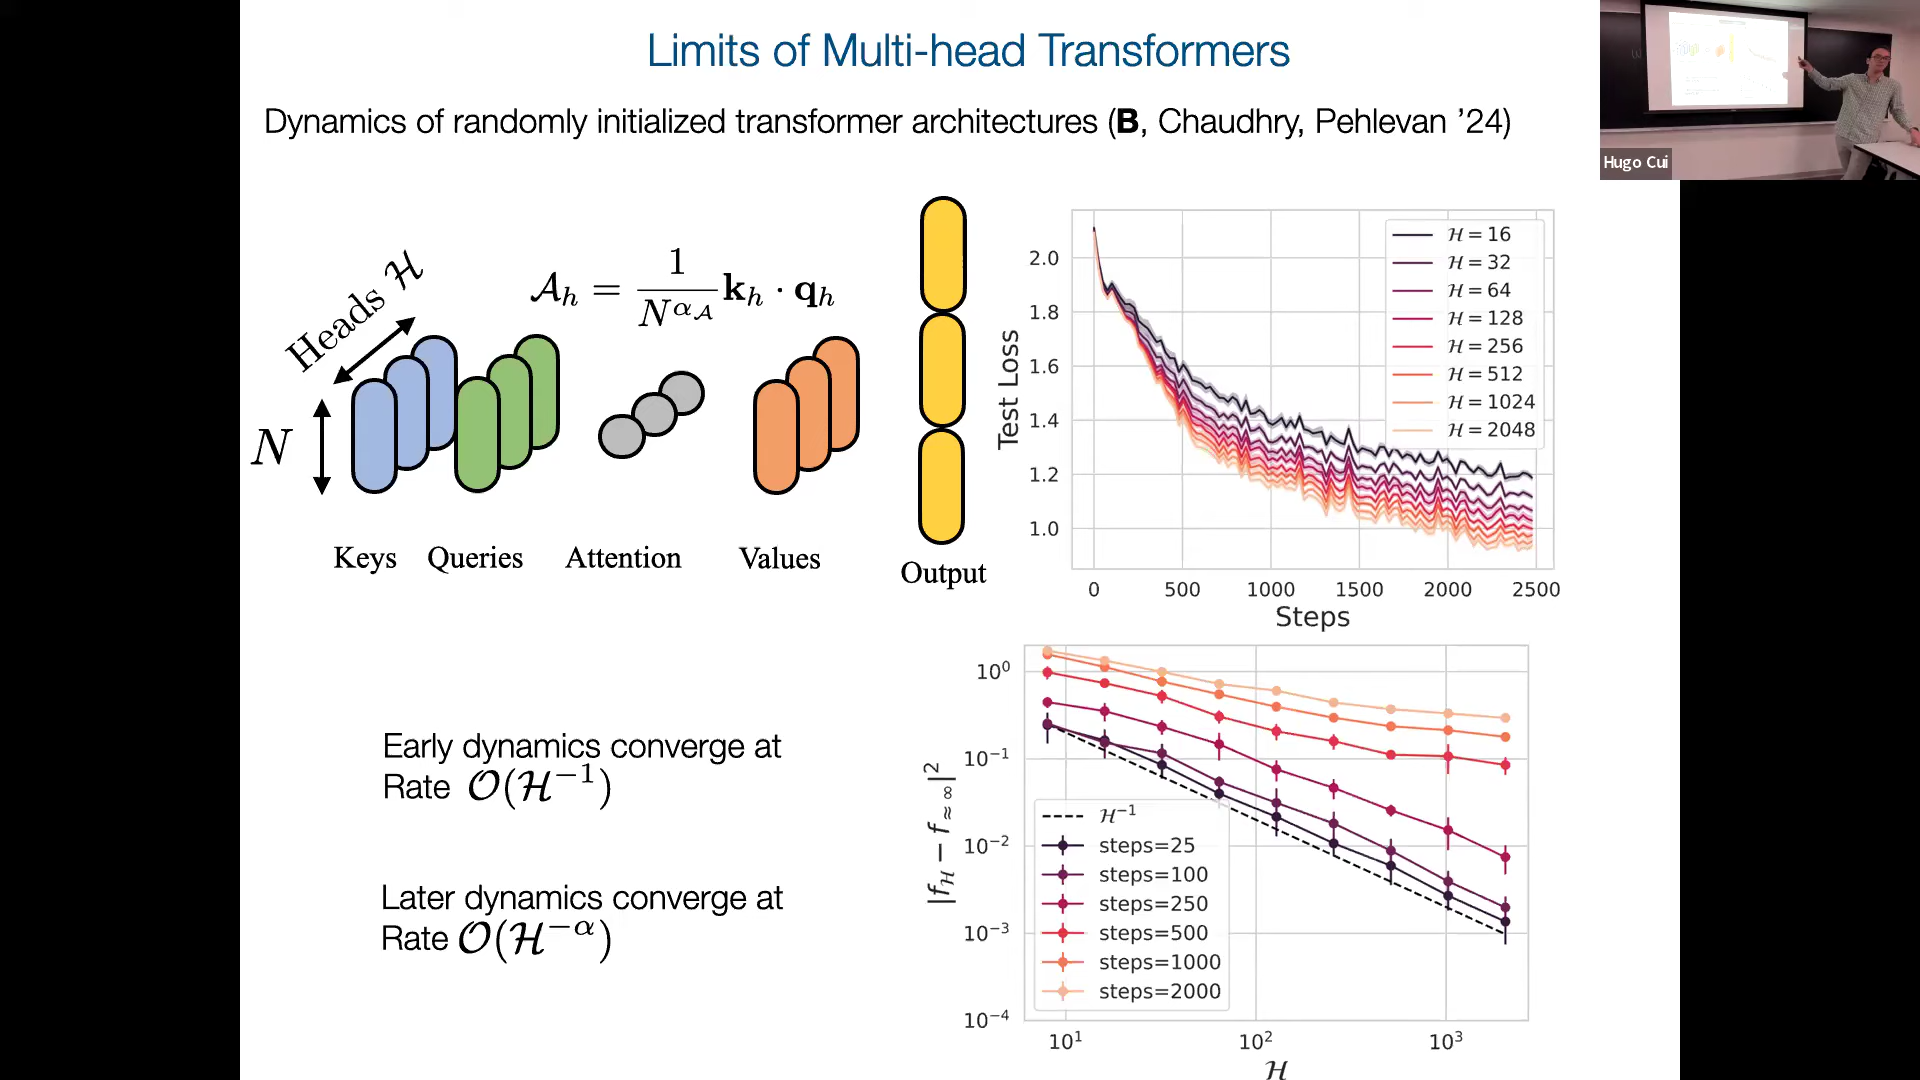 Limits of Multi-head Transformers
Dynamics of randomly initialized transformer architectures (B, Chaudhry, Pehlevan ’24)
Hugo Cui
Heads 𝓗
N
𝒜ₕ = 1/N^{α_𝒜} kₕ · qₕ
Keys Queries Attention Values Output
Test Loss
2.0
1.8
1.6
1.4
1.2
1.0
0 500 1000 1500 2000 2500
Steps
𝓗 = 16
𝓗 = 32
𝓗 = 64
𝓗 = 128
𝓗 = 256
𝓗 = 512
𝓗 = 1024
𝓗 = 2048
Early dynamics converge at
Rate 𝒪(𝓗⁻¹)
Later dynamics converge at
Rate 𝒪(𝓗^{−α})
|f_𝓗 − f_{≈∞}|²
10⁰
10⁻¹
10⁻²
10⁻³
10⁻⁴
𝓗⁻¹
steps=25
steps=100
steps=250
steps=500
steps=1000
steps=2000
10¹ 10² 10³
𝓗